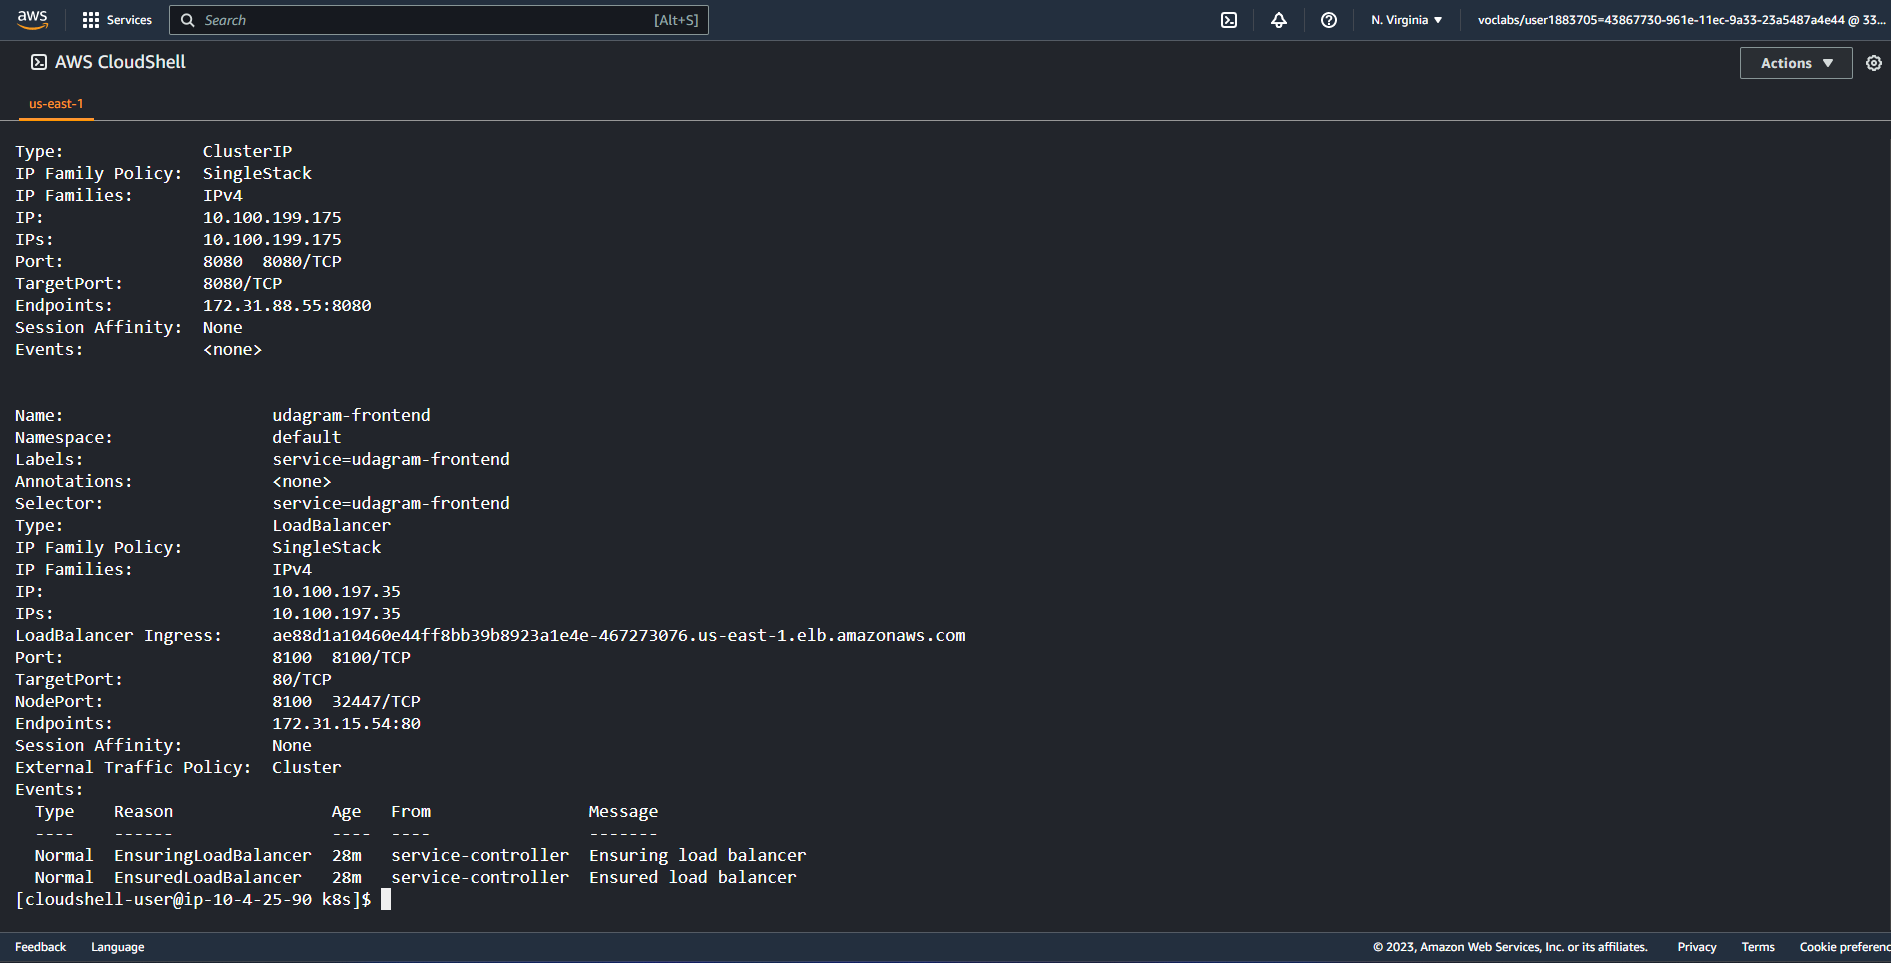 aws Services Search [Alt+S] N. Virginia ▼ voclabs/user1883705=43867730-961e-11ec-9a33-23a5487a4e44 @ 33...
AWS CloudShell Actions ▼
us-east-1
Type: ClusterIP
IP Family Policy: SingleStack
IP Families: IPv4
IP: 10.100.199.175
IPs: 10.100.199.175
Port: 8080 8080/TCP
TargetPort: 8080/TCP
Endpoints: 172.31.88.55:8080
Session Affinity: None
Events: <none>
Name: udagram-frontend
Namespace: default
Labels: service=udagram-frontend
Annotations: <none>
Selector: service=udagram-frontend
Type: LoadBalancer
IP Family Policy: SingleStack
IP Families: IPv4
IP: 10.100.197.35
IPs: 10.100.197.35
LoadBalancer Ingress: ae88d1a10460e44ff8bb39b8923a1e4e-467273076.us-east-1.elb.amazonaws.com
Port: 8100 8100/TCP
TargetPort: 80/TCP
NodePort: 8100 32447/TCP
Endpoints: 172.31.15.54:80
Session Affinity: None
External Traffic Policy: Cluster
Events:
Type Reason Age From Message
---- ------ ---- ---- -------
Normal EnsuringLoadBalancer 28m service-controller Ensuring load balancer
Normal EnsuredLoadBalancer 28m service-controller Ensured load balancer
[cloudshell-user@ip-10-4-25-90 k8s]$
Feedback Language © 2023, Amazon Web Services, Inc. or its affiliates. Privacy Terms Cookie preferenc